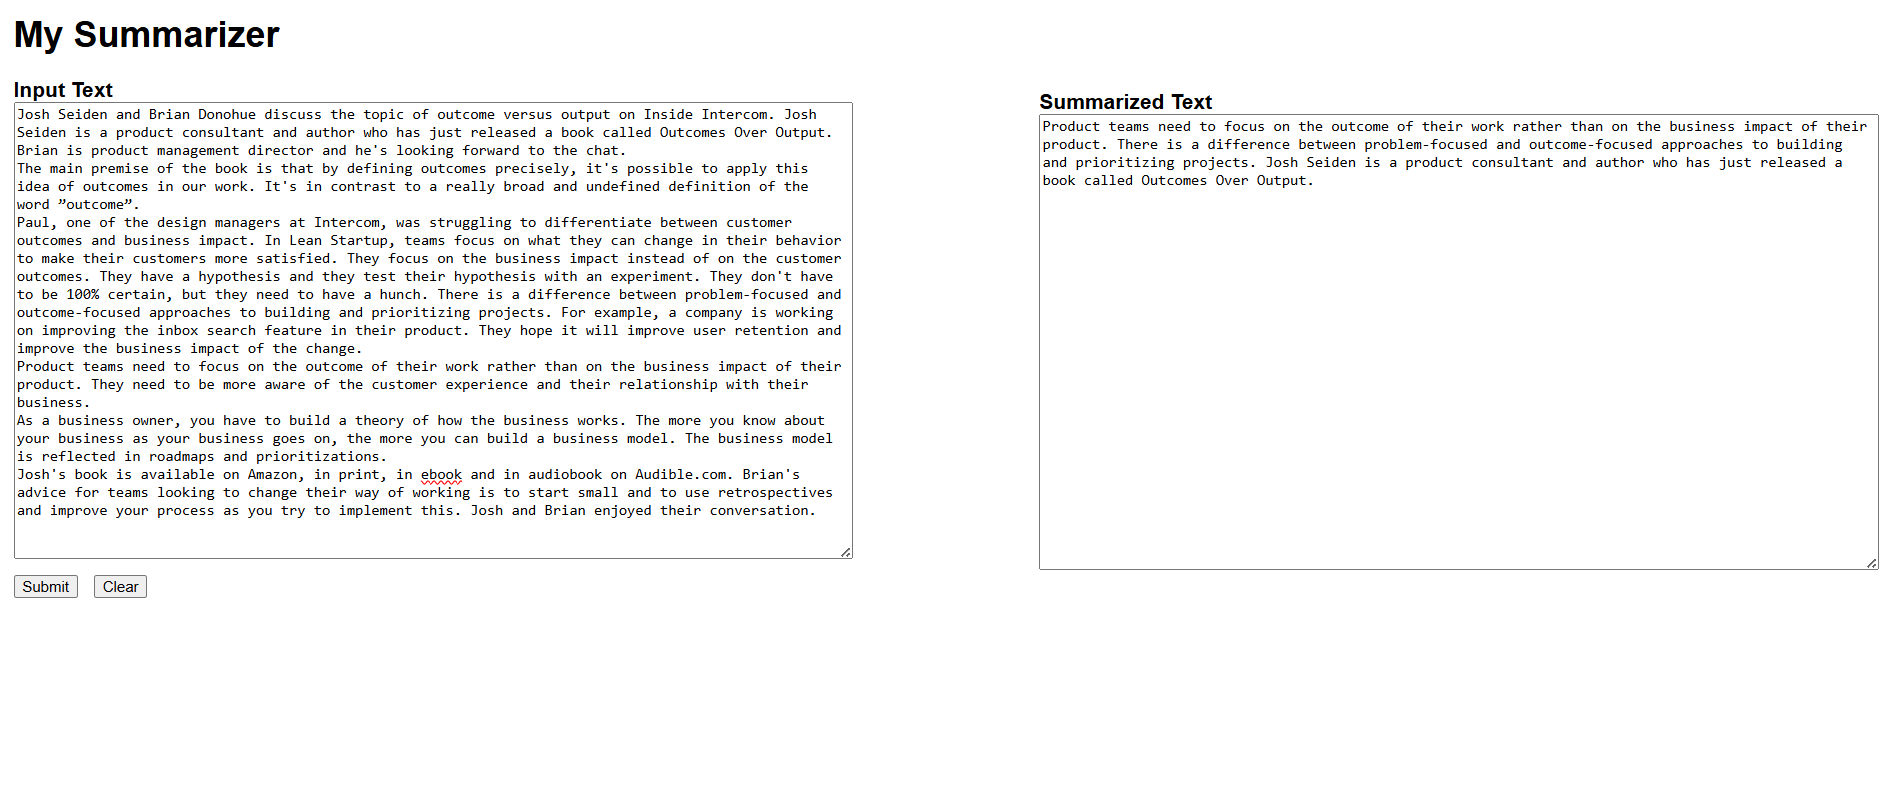 My Summarizer
Input Text
Josh Seiden and Brian Donohue discuss the topic of outcome versus output on Inside Intercom. Josh
Seiden is a product consultant and author who has just released a book called Outcomes Over Output.
Brian is product management director and he's looking forward to the chat.
The main premise of the book is that by defining outcomes precisely, it's possible to apply this
idea of outcomes in our work. It's in contrast to a really broad and undefined definition of the
word ”outcome”.
Paul, one of the design managers at Intercom, was struggling to differentiate between customer
outcomes and business impact. In Lean Startup, teams focus on what they can change in their behavior
to make their customers more satisfied. They focus on the business impact instead of on the customer
outcomes. They have a hypothesis and they test their hypothesis with an experiment. They don't have
to be 100% certain, but they need to have a hunch. There is a difference between problem-focused and
outcome-focused approaches to building and prioritizing projects. For example, a company is working
on improving the inbox search feature in their product. They hope it will improve user retention and
improve the business impact of the change.
Product teams need to focus on the outcome of their work rather than on the business impact of their
product. They need to be more aware of the customer experience and their relationship with their
business.
As a business owner, you have to build a theory of how the business works. The more you know about
your business as your business goes on, the more you can build a business model. The business model
is reflected in roadmaps and prioritizations.
Josh's book is available on Amazon, in print, in ebook and in audiobook on Audible.com. Brian's
advice for teams looking to change their way of working is to start small and to use retrospectives
and improve your process as you try to implement this. Josh and Brian enjoyed their conversation.
Submit
Clear
Summarized Text
Product teams need to focus on the outcome of their work rather than on the business impact of their
product. There is a difference between problem-focused and outcome-focused approaches to building
and prioritizing projects. Josh Seiden is a product consultant and author who has just released a
book called Outcomes Over Output.